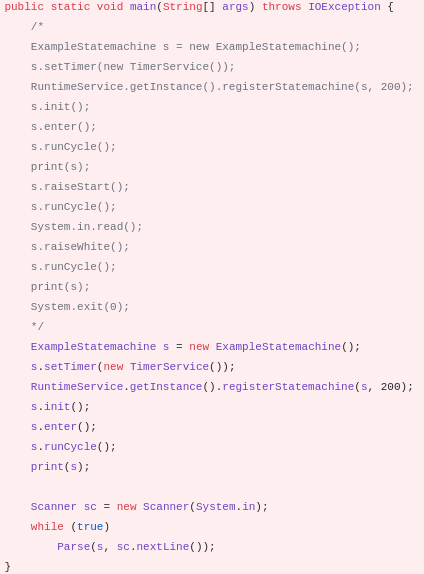 public static void main(String[] args) throws IOException {
/*
ExampleStatemachine s = new ExampleStatemachine();
s.setTimer(new TimerService());
RuntimeService.getInstance().registerStatemachine(s, 200);
s.init();
s.enter();
s.runCycle();
print(s);
s.raiseStart();
s.runCycle();
System.in.read();
s.raiseWhite();
s.runCycle();
print(s);
System.exit(0);
*/
ExampleStatemachine s = new ExampleStatemachine();
s.setTimer(new TimerService());
RuntimeService.getInstance().registerStatemachine(s, 200);
s.init();
s.enter();
s.runCycle();
print(s);
Scanner sc = new Scanner(System.in);
while (true)
Parse(s, sc.nextLine());
}